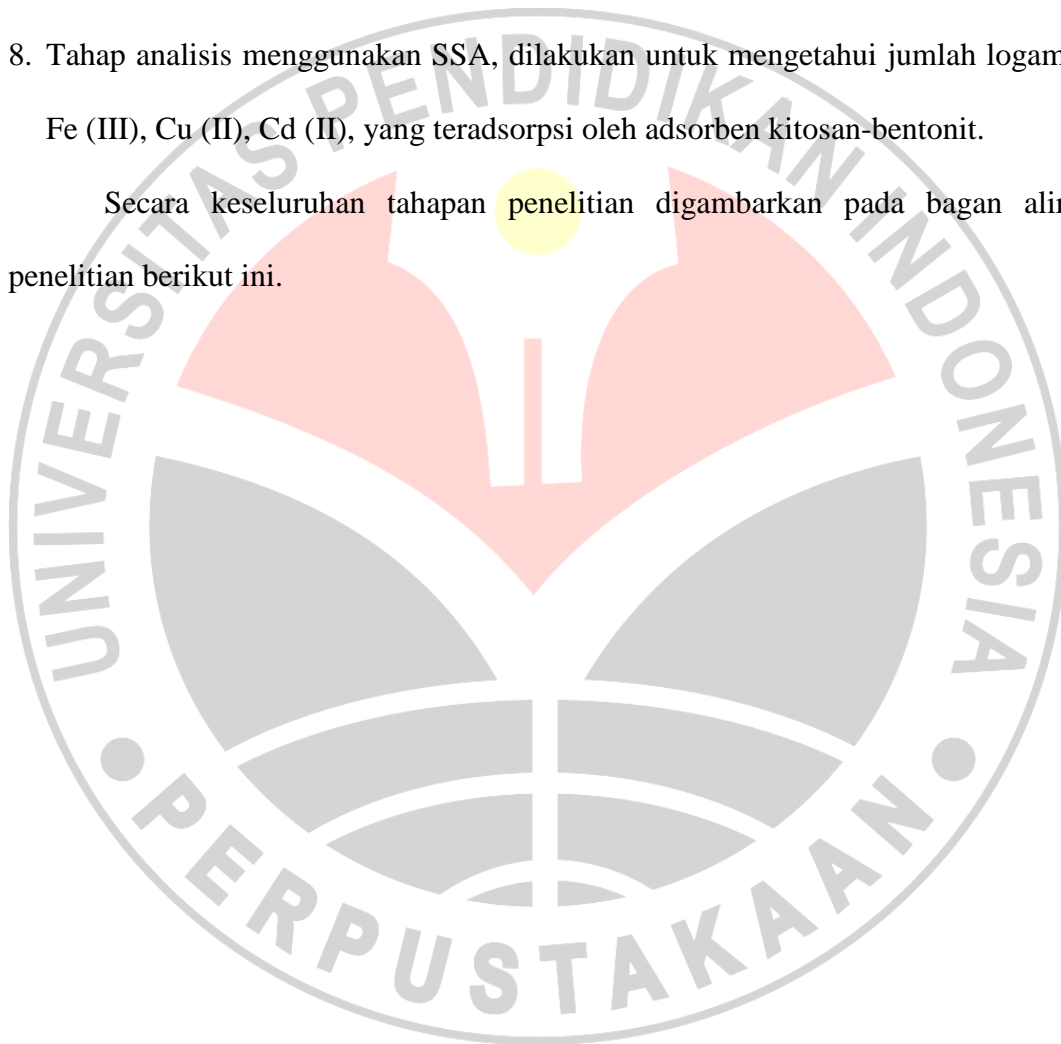 8. Tahap analisis menggunakan SSA, dilakukan untuk mengetahui jumlah logam
Fe (III), Cu (II), Cd (II), yang teradsorpsi oleh adsorben kitosan-bentonit.
Secara keseluruhan tahapan penelitian digambarkan pada bagan alir
penelitian berikut ini.
UNIVERSITAS PENDIDIKAN INDONESIA
PERPUSTAKAAN